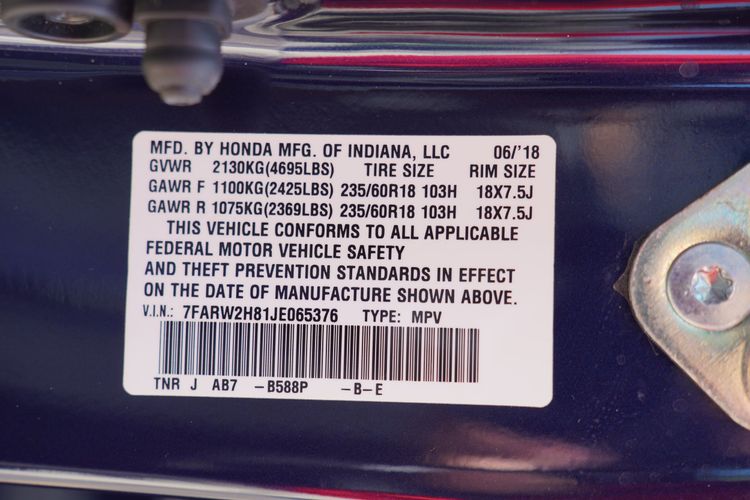 MFD. BY HONDA MFG. OF INDIANA, LLC 06/'18
GVWR 2130KG(4695LBS) TIRE SIZE RIM SIZE
GAWR F 1100KG(2425LBS) 235/60R18 103H 18X7.5J
GAWR R 1075KG(2369LBS) 235/60R18 103H 18X7.5J
THIS VEHICLE CONFORMS TO ALL APPLICABLE
FEDERAL MOTOR VEHICLE SAFETY
AND THEFT PREVENTION STANDARDS IN EFFECT
ON THE DATE OF MANUFACTURE SHOWN ABOVE.
V.I.N.: 7FARW2H81JE065376 TYPE: MPV
TNR J AB7 -B588P -B-E